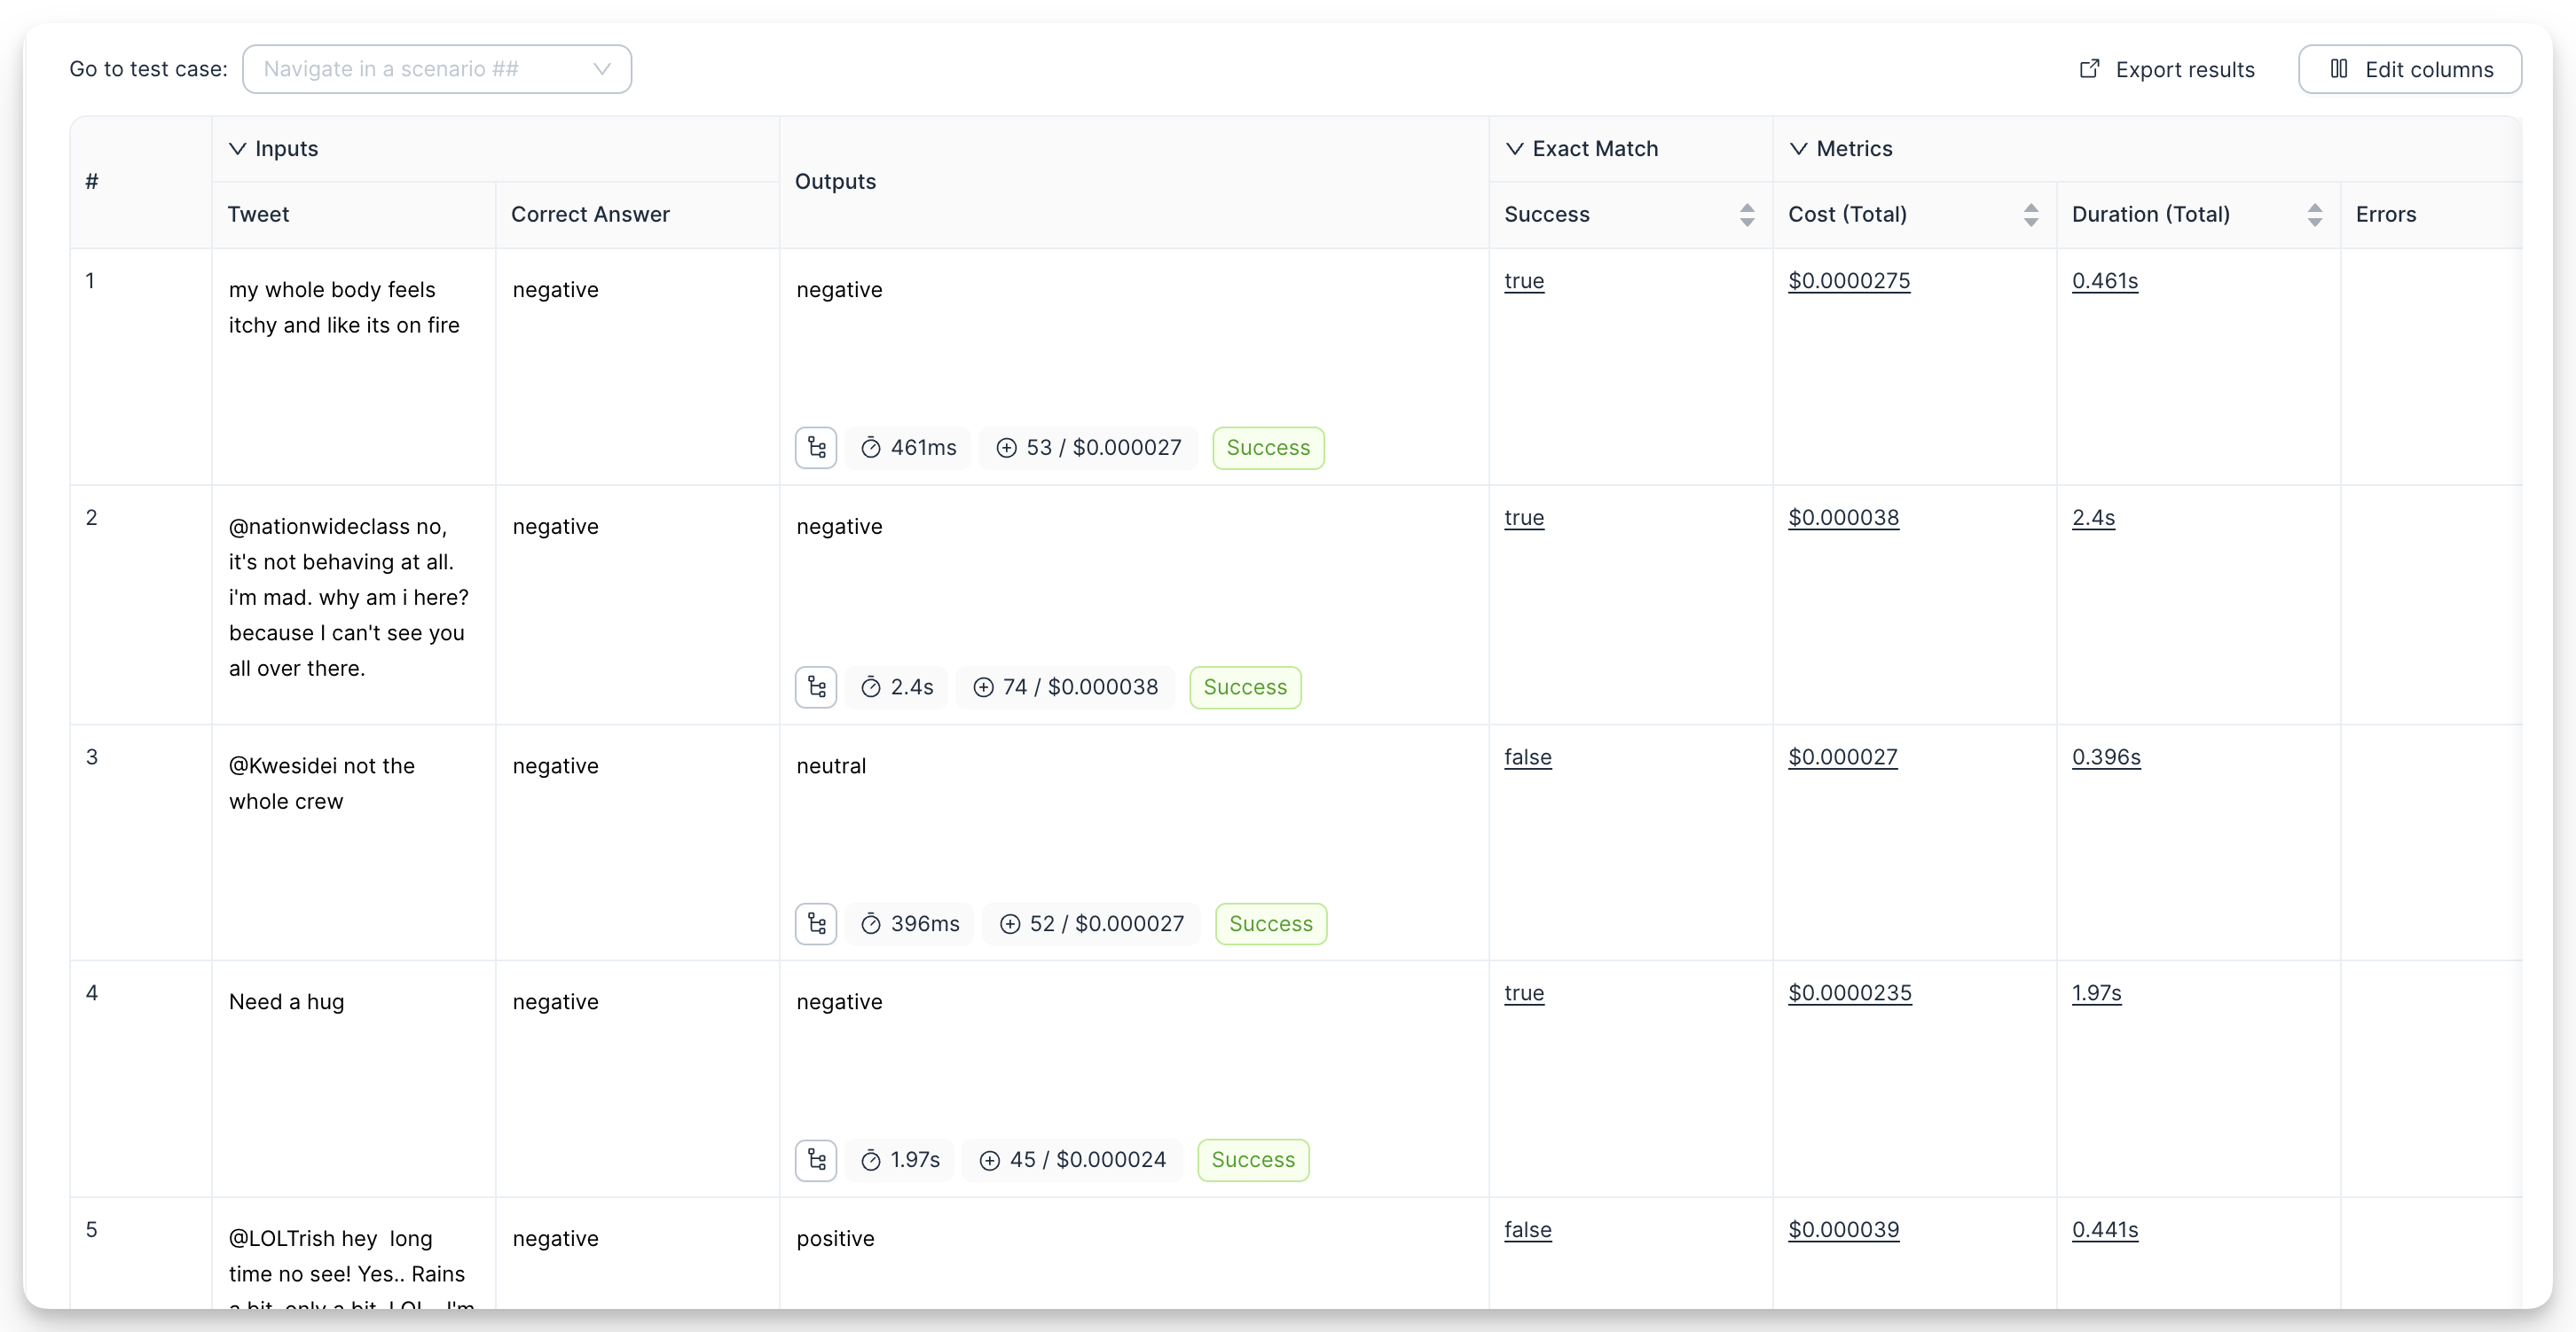 Go to test case: Navigate in a scenario ## Export results Edit columns
# Inputs Outputs Exact Match Metrics
Tweet Correct Answer Success Cost (Total) Duration (Total) Errors
1 my whole body feels negative negative true $0.0000275 0.461s
itchy and like its on fire
461ms 53 / $0.000027 Success
2 @nationwideclass no, negative negative true $0.000038 2.4s
it's not behaving at all.
i'm mad. why am i here?
because I can't see you
all over there.
2.4s 74 / $0.000038 Success
3 @Kwesidei not the negative neutral false $0.000027 0.396s
whole crew
396ms 52 / $0.000027 Success
4 Need a hug negative negative true $0.0000235 1.97s
1.97s 45 / $0.000024 Success
5 @LOLTrish hey  long negative positive false $0.000039 0.441s
time no see! Yes.. Rains
a bit ,only a bit  LOL , I'm